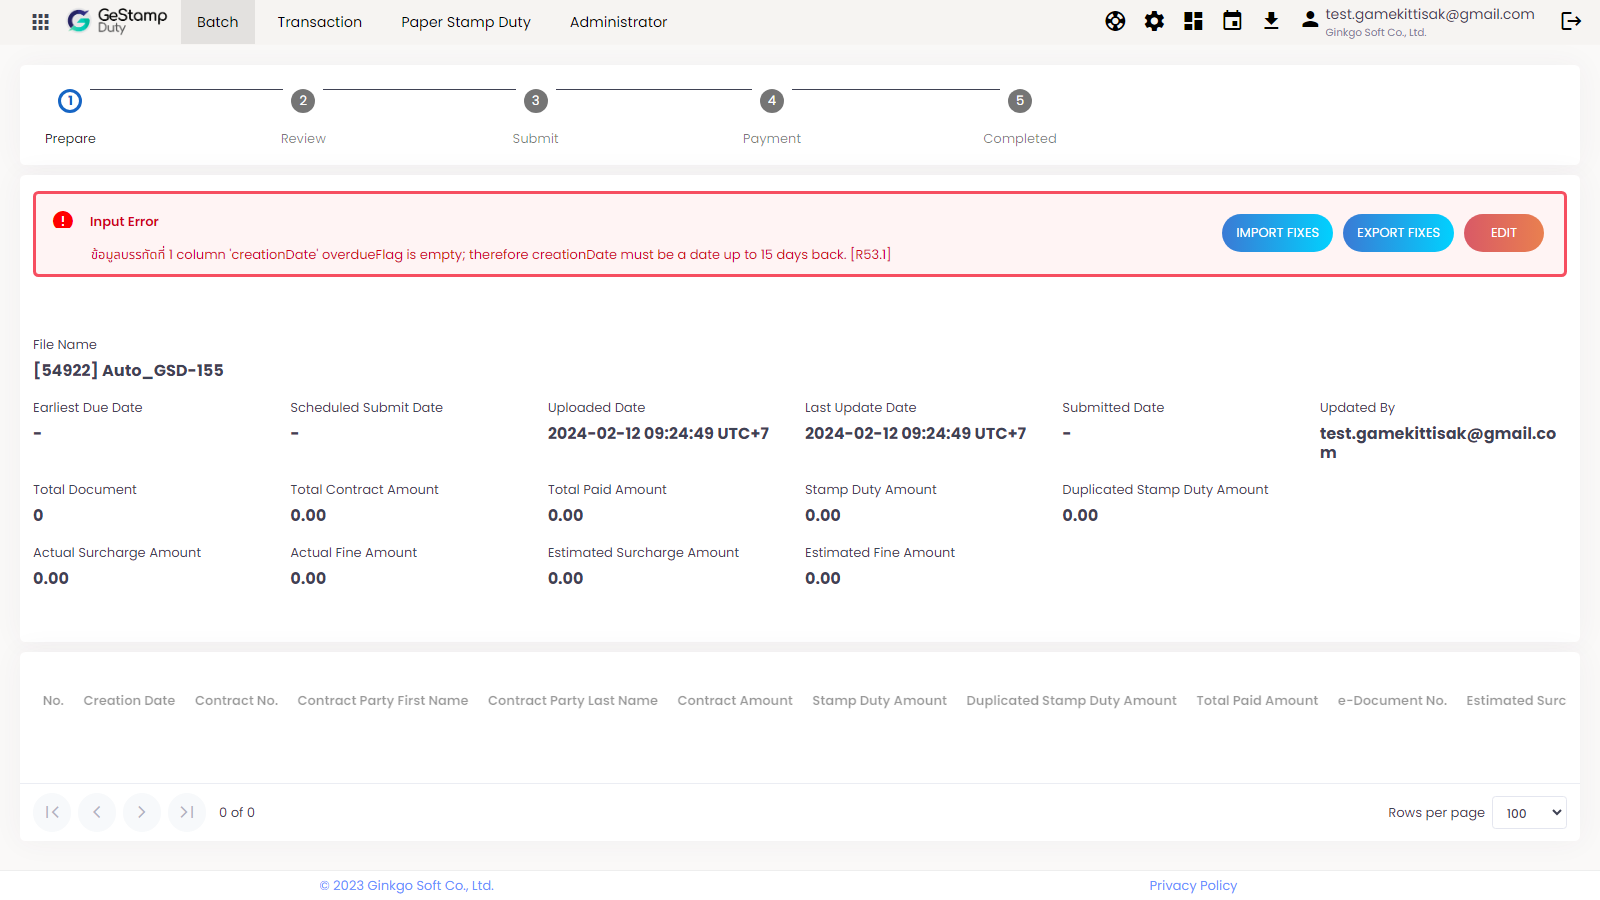 GeStamp
Duty
Batch
Transaction
Paper Stamp Duty
Administrator
test.gamekittisak@gmail.com
Ginkgo Soft Co., Ltd.
1
2
3
4
5
Prepare
Review
Submit
Payment
Completed
Input Error
ข้อมูลบรรทัดที่ 1 column 'creationDate' overdueFlag is empty; therefore creationDate must be a date up to 15 days back. [R53.1]
IMPORT FIXES
EXPORT FIXES
EDIT
File Name
[54922] Auto_GSD-155
Earliest Due Date
Scheduled Submit Date
Uploaded Date
Last Update Date
Submitted Date
Updated By
-
-
2024-02-12 09:24:49 UTC+7
2024-02-12 09:24:49 UTC+7
-
test.gamekittisak@gmail.co
m
Total Document
Total Contract Amount
Total Paid Amount
Stamp Duty Amount
Duplicated Stamp Duty Amount
0
0.00
0.00
0.00
0.00
Actual Surcharge Amount
Actual Fine Amount
Estimated Surcharge Amount
Estimated Fine Amount
0.00
0.00
0.00
0.00
No.
Creation Date
Contract No.
Contract Party First Name
Contract Party Last Name
Contract Amount
Stamp Duty Amount
Duplicated Stamp Duty Amount
Total Paid Amount
e-Document No.
Estimated Surc
0 of 0
Rows per page
100
© 2023 Ginkgo Soft Co., Ltd.
Privacy Policy